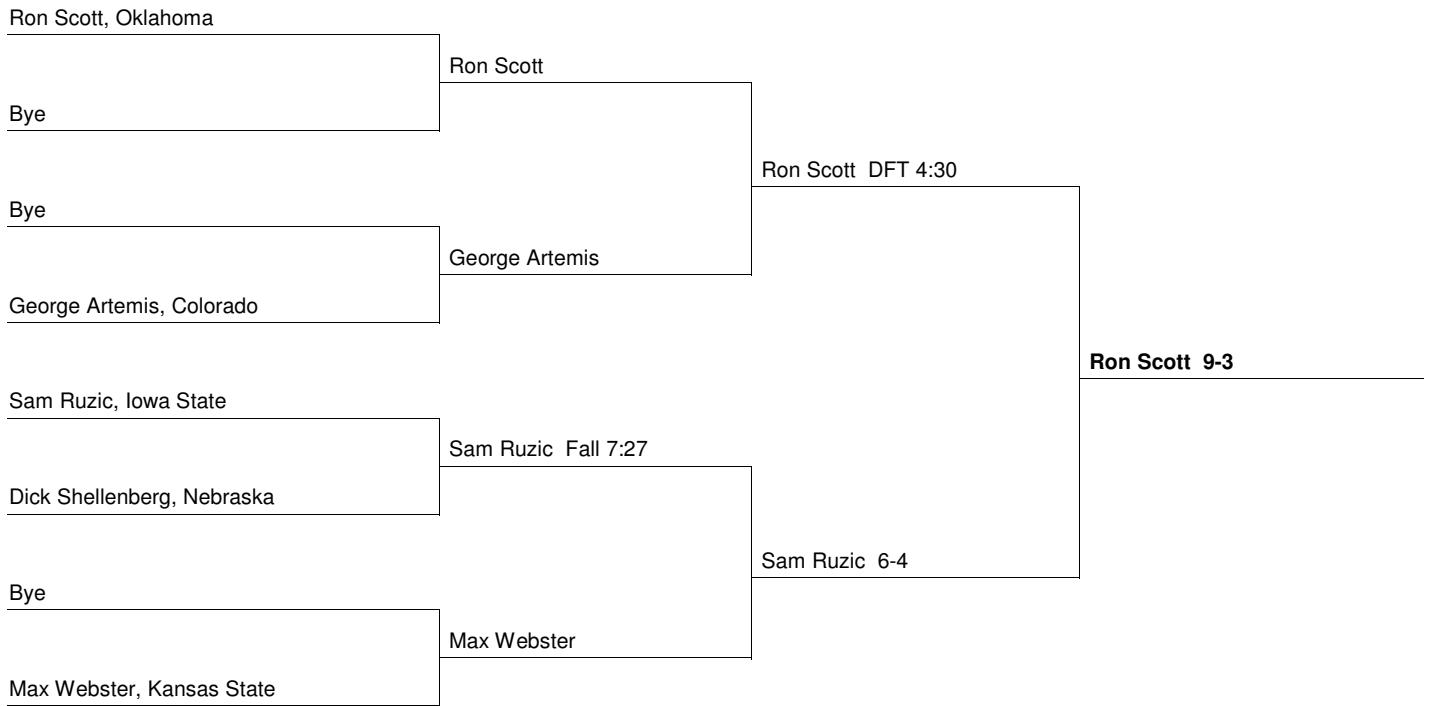 Ron Scott, Oklahoma
Ron Scott
Bye
Ron Scott  DFT 4:30
Bye
George Artemis
George Artemis, Colorado
Ron Scott  9-3
Sam Ruzic, Iowa State
Sam Ruzic  Fall 7:27
Dick Shellenberg, Nebraska
Sam Ruzic  6-4
Bye
Max Webster
Max Webster, Kansas State